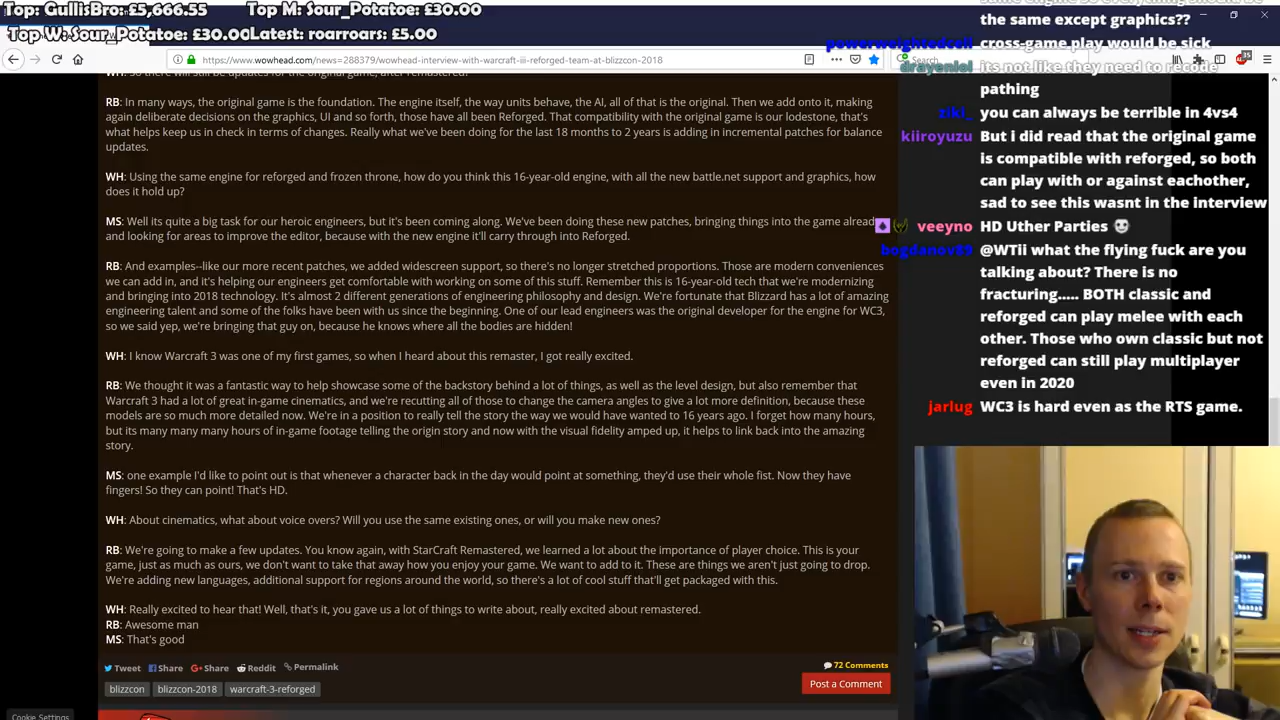 Top: GullisBro: £5,666.55
Top M: Sour_Potatoe: £30.00
Top W: Sour_Potatoe: £30.00
Latest: roarroars: £5.00
https://www.wowhead.com/news=288379/wowhead-interview-with-warcraft-iii-reforged-team-at-blizzcon-2018
Search
RB: In many ways, the original game is the foundation. The engine itself, the way units behave, the AI, all of that is the original. Then we add onto it, making
again deliberate decisions on the graphics, UI and so forth, those have all been Reforged. That compatibility with the original game is our lodestone, that's
what helps keep us in check in terms of changes. Really what we've been doing for the last 18 months to 2 years is adding in incremental patches for balance
updates.
WH: Using the same engine for reforged and frozen throne, how do you think this 16-year-old engine, with all the new battle.net support and graphics, how
does it hold up?
MS: Well its quite a big task for our heroic engineers, but it's been coming along. We've been doing these new patches, bringing things into the game alread
and looking for areas to improve the editor, because with the new engine it'll carry through into Reforged.
RB: And examples--like our more recent patches, we added widescreen support, so there's no longer stretched proportions. Those are modern conveniences
we can add in, and it's helping our engineers get comfortable with working on some of this stuff. Remember this is 16-year-old tech that we're modernizing
and bringing into 2018 technology. It's almost 2 different generations of engineering philosophy and design. We're fortunate that Blizzard has a lot of amazing
engineering talent and some of the folks have been with us since the beginning. One of our lead engineers was the original developer for the engine for WC3,
so we said yep, we're bringing that guy on, because he knows where all the bodies are hidden!
WH: I know Warcraft 3 was one of my first games, so when I heard about this remaster, I got really excited.
RB: We thought it was a fantastic way to help showcase some of the backstory behind a lot of things, as well as the level design, but also remember that
Warcraft 3 had a lot of great in-game cinematics, and we're recutting all of those to change the camera angles to give a lot more definition, because these
models are so much more detailed now. We're in a position to really tell the story the way we would have wanted to 16 years ago. I forget how many hours,
but its many many many hours of in-game footage telling the origin story and now with the visual fidelity amped up, it helps to link back into the amazing
story.
MS: one example I'd like to point out is that whenever a character back in the day would point at something, they'd use their whole fist. Now they have
fingers! So they can point! That's HD.
WH: About cinematics, what about voice overs? Will you use the same existing ones, or will you make new ones?
RB: We're going to make a few updates. You know again, with StarCraft Remastered, we learned a lot about the importance of player choice. This is your
game, just as much as ours, we don't want to take that away how you enjoy your game. We want to add to it. These are things we aren't just going to drop.
We're adding new languages, additional support for regions around the world, so there's a lot of cool stuff that'll get packaged with this.
WH: Really excited to hear that! Well, that's it, you gave us a lot of things to write about, really excited about remastered.
RB: Awesome man
MS: That's good
Tweet Share Share Reddit Permalink
72 Comments
Post a Comment
blizzcon blizzcon-2018 warcraft-3-reforged
Cookie Settings
the same except graphics??
powerweightedcell cross-game play would be sick
drayenlol its not like they need to recode
pathing
ziki_ you can always be terrible in 4vs4
kiiroyuzu But i did read that the original game
is compatible with reforged, so both
can play with or against eachother,
sad to see this wasnt in the interview
veeyno HD Uther Parties
bogdanov89 @WTii what the flying fuck are you
talking about? There is no
fracturing..... BOTH classic and
reforged can play melee with each
other. Those who own classic but not
reforged can still play multiplayer
even in 2020
jarlug WC3 is hard even as the RTS game.